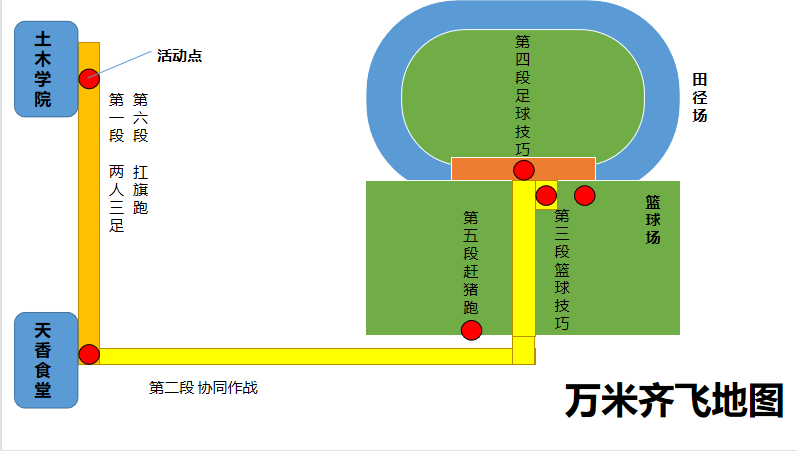 土木学院
活动点
第一段 两人三足
第六段 扛旗跑
天香食堂
第二段 协同作战
第四段足球技巧
田径场
篮球场
第三段篮球技巧
第五段赶猪跑
万米齐飞地图